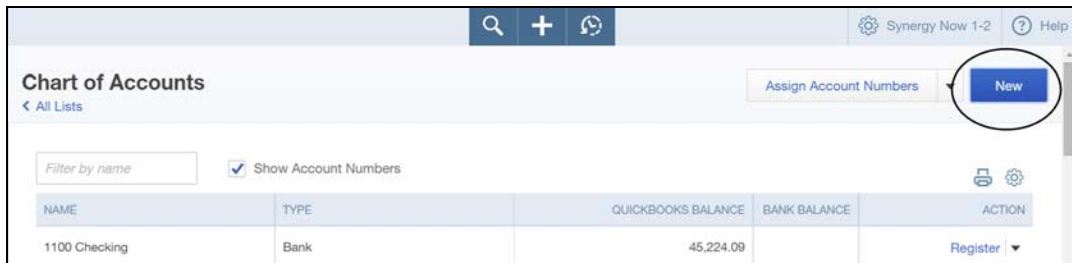 Synergy Now 1-2 Help
Chart of Accounts Assign Account Numbers New
All Lists
Filter by name Show Account Numbers
NAME TYPE QUICKBOOKS BALANCE BANK BALANCE ACTION
1100 Checking Bank 45,224.09 Register